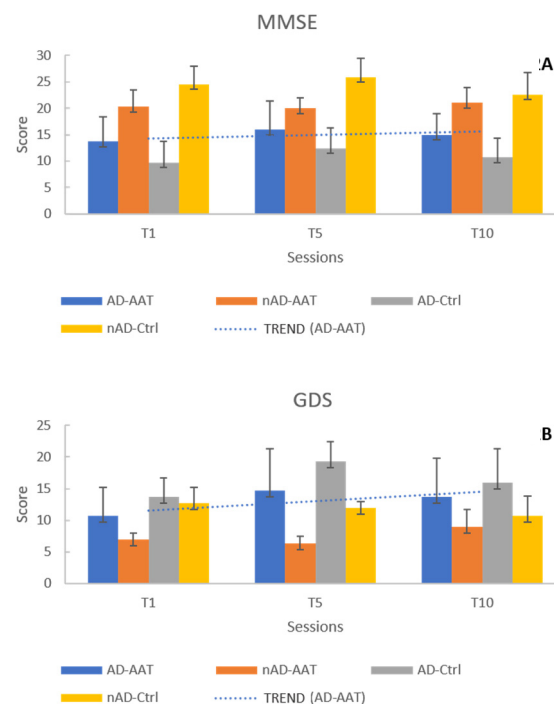 MMSE
2A
30
25
20
15
10
5
0
Score
T1 T5 T10
Sessions
AD-AAT nAD-AAT AD-Ctrl
nAD-Ctrl TREND (AD-AAT)
GDS
B
25
20
15
10
5
0
Score
T1 T5 T10
Sessions
AD-AAT nAD-AAT AD-Ctrl
nAD-Ctrl TREND (AD-AAT)